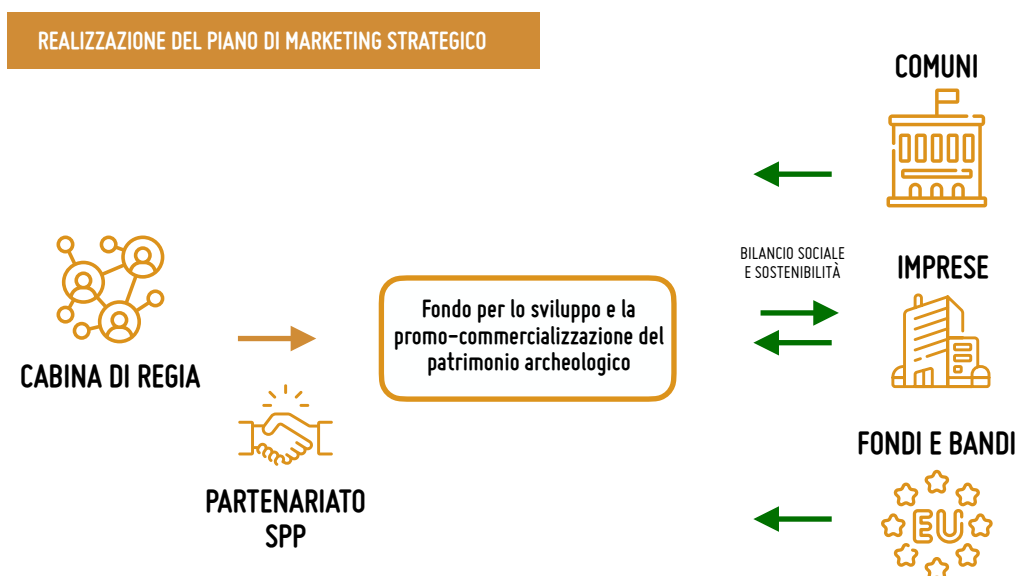 REALIZZAZIONE DEL PIANO DI MARKETING STRATEGICO
COMUNI
BILANCIO SOCIALE
E SOSTENIBILITÀ
IMPRESE
Fondo per lo sviluppo e la
promo-commercializzazione del
patrimonio archeologico
CABINA DI REGIA
FONDI E BANDI
EU
PARTENARIATO
SPP